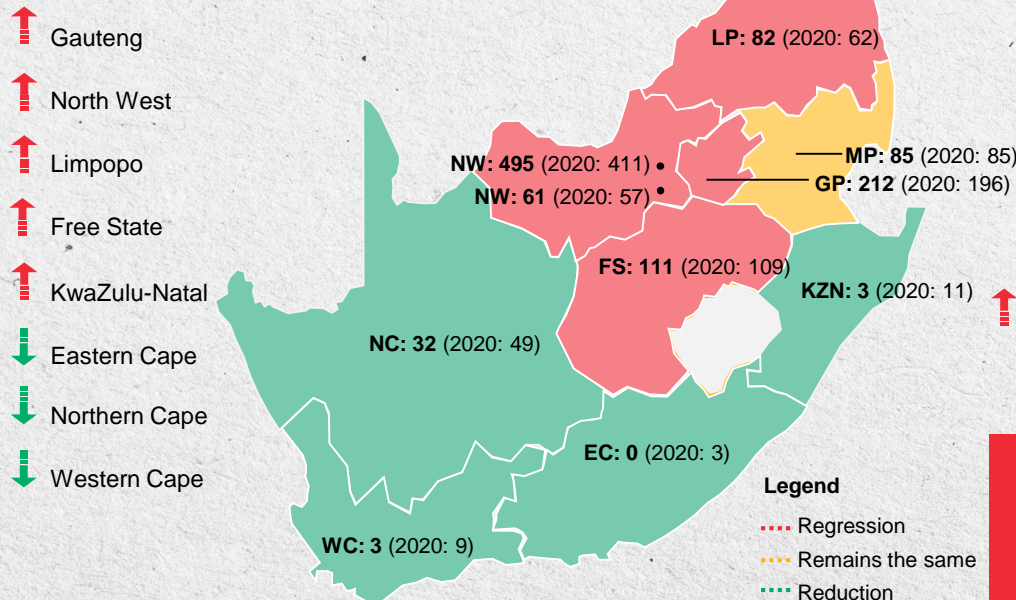 Gauteng
North West
Limpopo
Free State
KwaZulu-Natal
Eastern Cape
Northern Cape
Western Cape
LP: 82 (2020: 62)
NW: 495 (2020: 411)
NW: 61 (2020: 57)
MP: 85 (2020: 85)
GP: 212 (2020: 196)
FS: 111 (2020: 109)
KZN: 3 (2020: 11)
NC: 32 (2020: 49)
EC: 0 (2020: 3)
WC: 3 (2020: 9)
Legend
Regression
Remains the same
Reduction